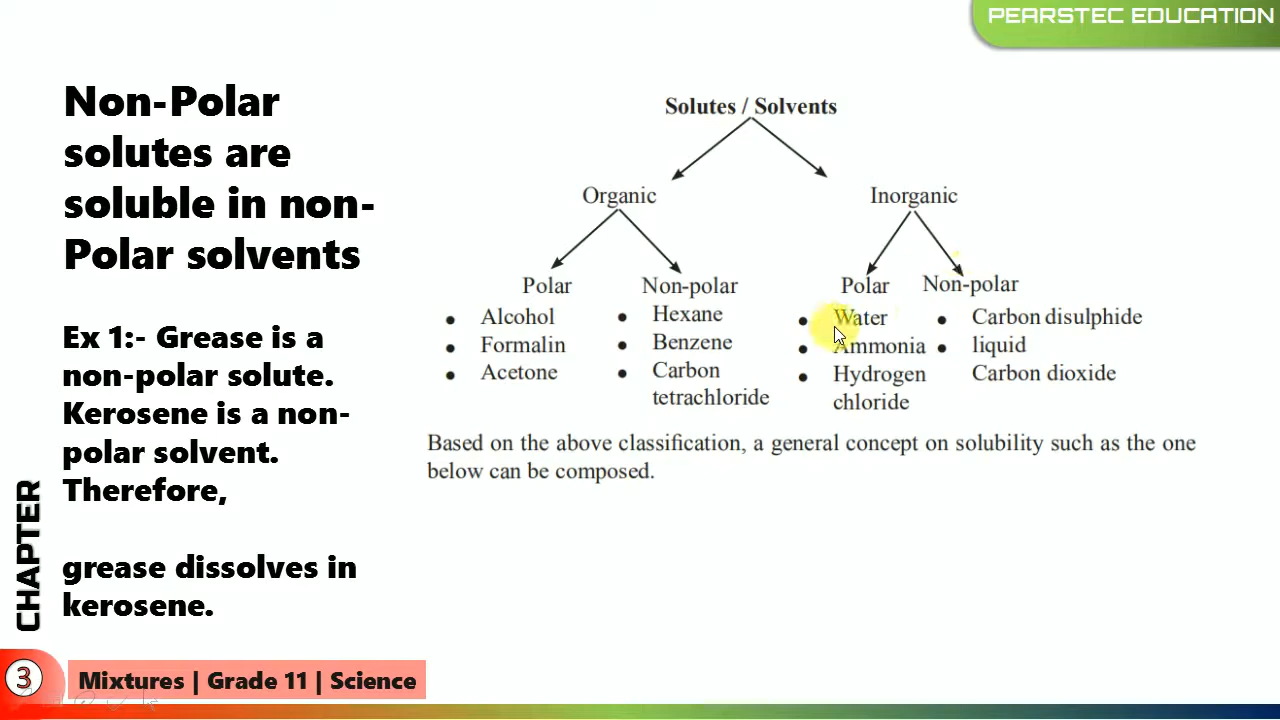 PEARSTEC EDUCATION
Non-Polar
solutes are
soluble in non-
Polar solvents
Ex 1:- Grease is a
non-polar solute.
Kerosene is a non-
polar solvent.
Therefore,
grease dissolves in
kerosene.
Solutes / Solvents
Organic
Inorganic
Polar
Non-polar
Polar
Non-polar
• Alcohol
• Formalin
• Acetone
• Hexane
• Benzene
• Carbon
tetrachloride
• Water
• Ammonia
• Hydrogen
chloride
• Carbon disulphide
• liquid
Carbon dioxide
Based on the above classification, a general concept on solubility such as the one
below can be composed.
CHAPTER
3
Mixtures | Grade 11 | Science